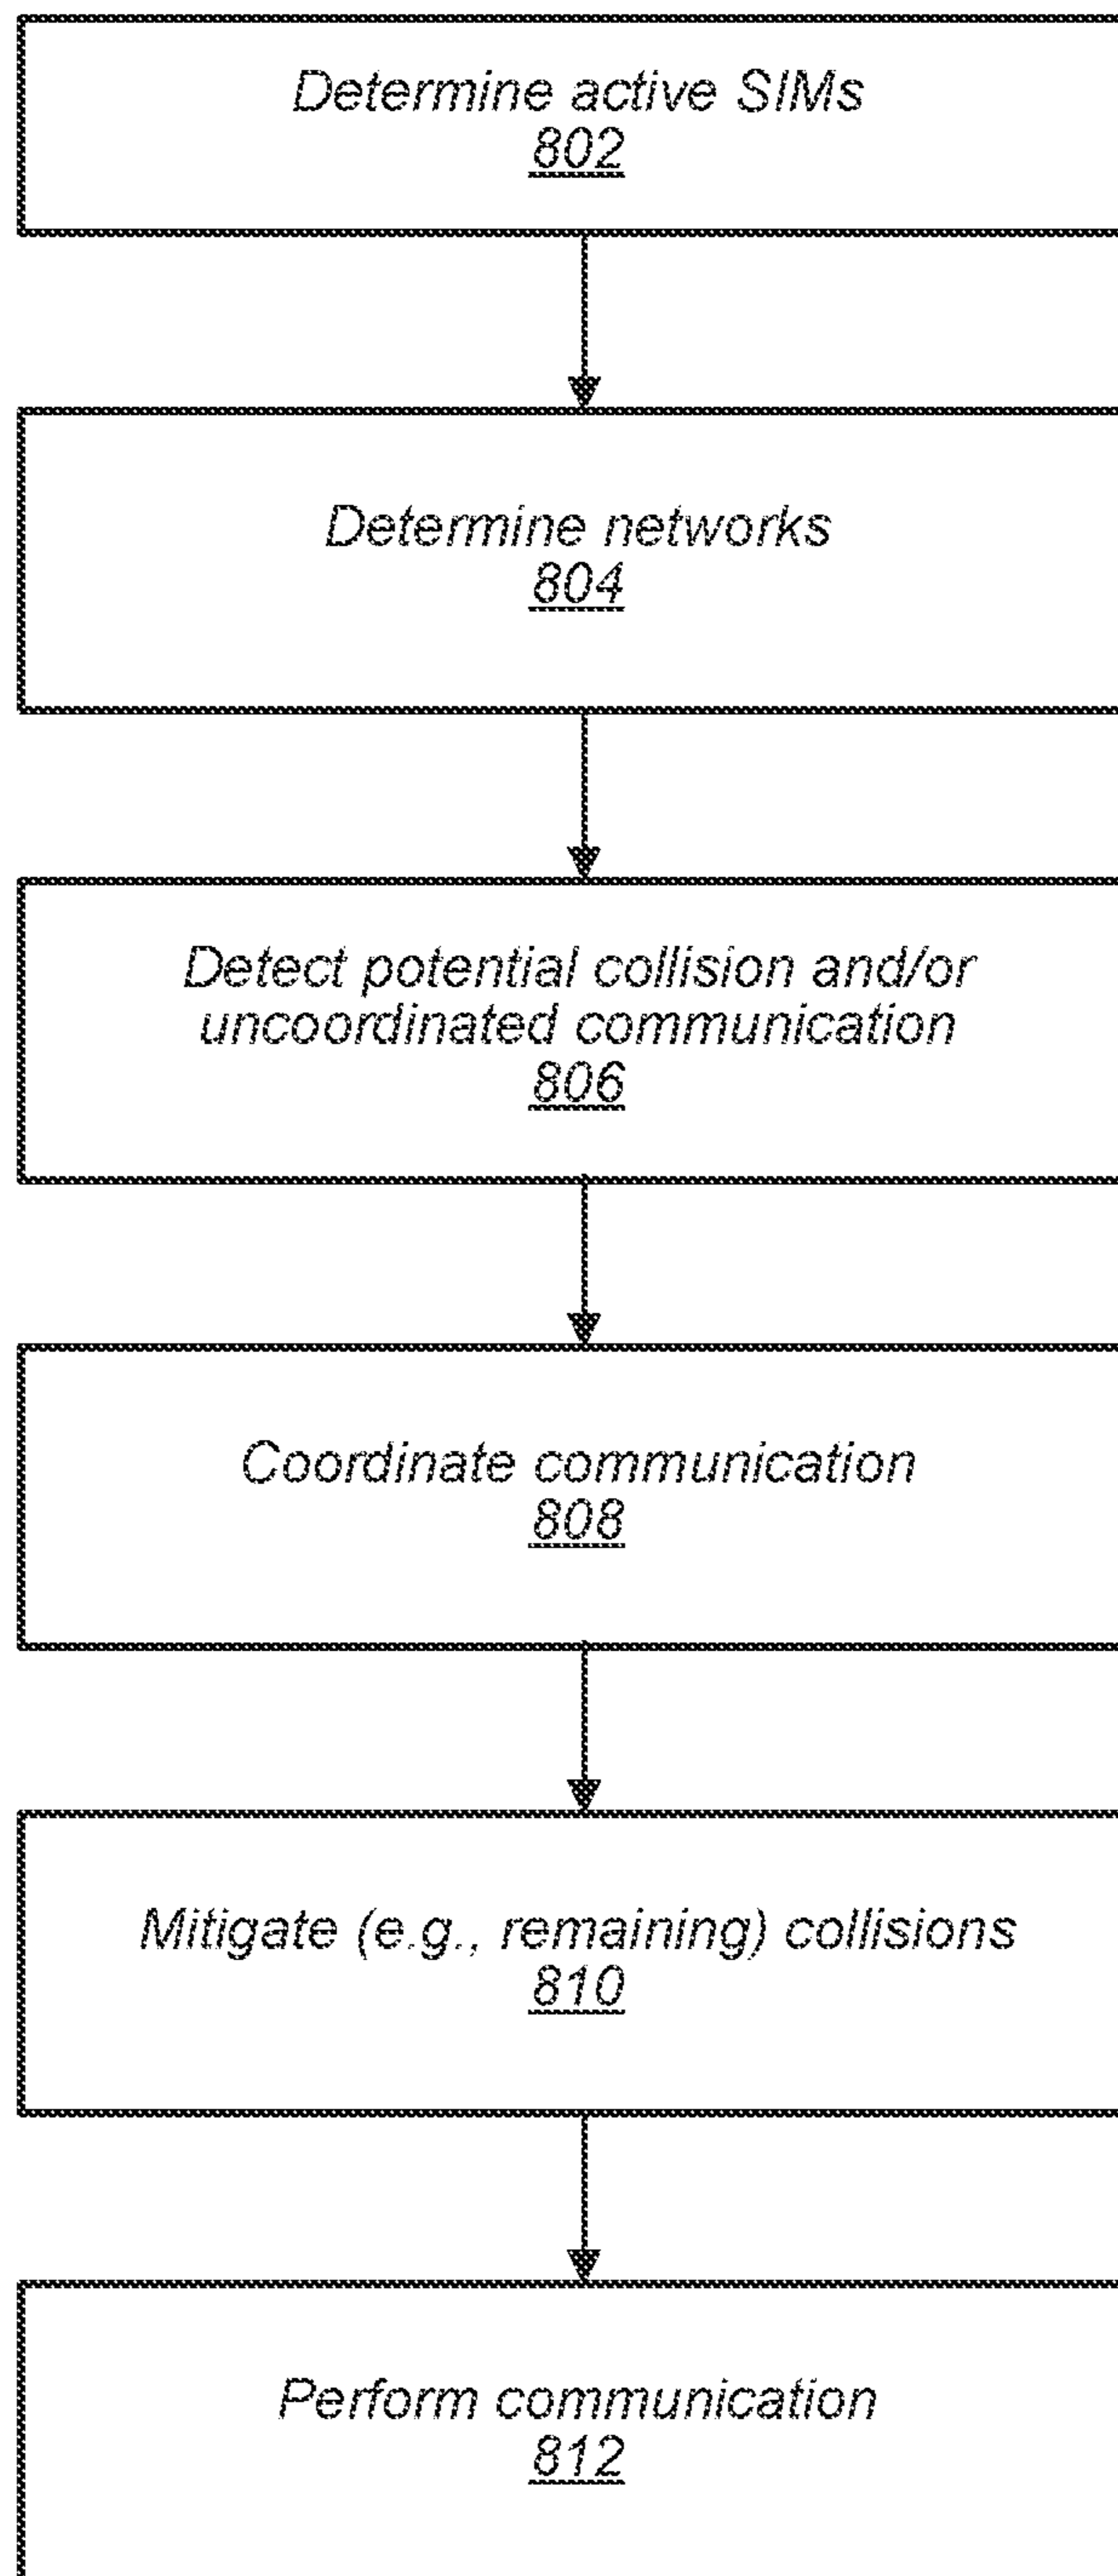 Determine active SIMs
802
Determine networks
804
Detect potential collision and/or
uncoordinated communication
806
Coordinate communication
808
Mitigate (e.g., remaining) collisions
810
Perform communication
812